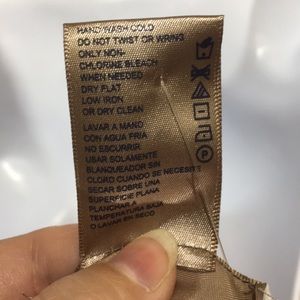 HAND WASH COLD
DO NOT TWIST OR WRING
ONLY NON-
CHLORINE BLEACH
WHEN NEEDED
DRY FLAT
LOW IRON
OR DRY CLEAN
LAVAR A MANO
CON AGUA FRIA
NO ESCURRIR
USAR SOLAMENTE
BLANQUEADOR SIN
CLORO CUANDO SE NECESITE
SECAR SOBRE UNA
SUPERFICIE PLANA
PLANCHAR A
TEMPERATURA BAJA
O LAVAR EN SECO
P